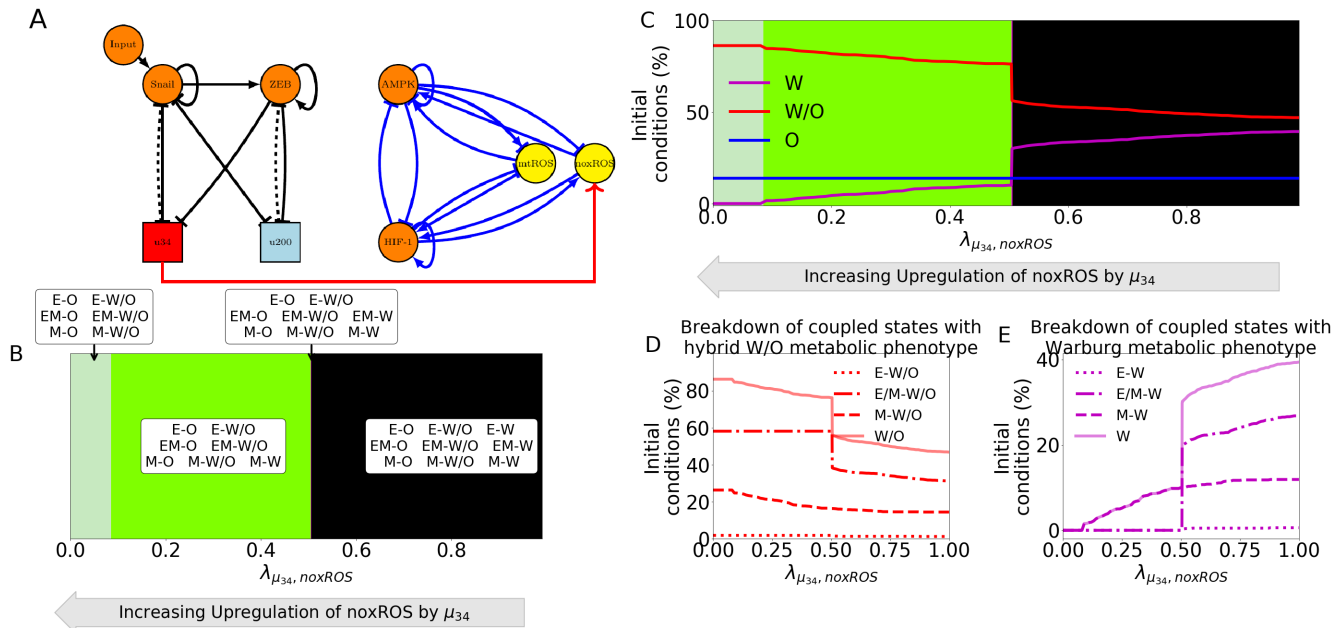 A
Input
Snail
ZEB
u34
u200
AMPK
mtROS
noxROS
HIF-1
E-O E-W/O
EM-O EM-W/O
M-O M-W/O
E-O E-W/O
EM-O EM-W/O EM-W
M-O M-W/O M-W
B
E-O E-W/O
EM-O EM-W/O
M-O M-W/O M-W
E-O E-W/O E-W
EM-O EM-W/O EM-W
M-O M-W/O M-W
0.0 0.2 0.4 0.6 0.8
λμ₃₄, noxROS
Increasing Upregulation of noxROS by μ₃₄
C
Initial
conditions (%)
100
50
0
W
W/O
O
0.0 0.2 0.4 0.6 0.8
λμ₃₄, noxROS
Increasing Upregulation of noxROS by μ₃₄
D
Breakdown of coupled states with
hybrid W/O metabolic phenotype
Initial
conditions (%)
80
60
40
20
0
E-W/O
E/M-W/O
M-W/O
W/O
0.00 0.25 0.50 0.75 1.00
λμ₃₄, noxROS
E
Breakdown of coupled states with
Warburg metabolic phenotype
Initial
conditions (%)
40
20
0
E-W
E/M-W
M-W
W
0.00 0.25 0.50 0.75 1.00
λμ₃₄, noxROS